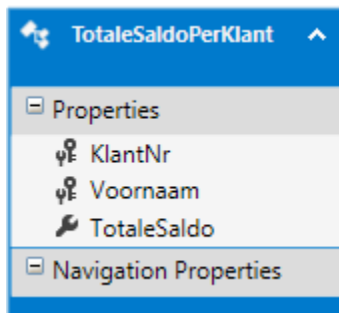 TotaleSaldoPerKlant
Properties
KlantNr
Voornaam
TotaleSaldo
Navigation Properties